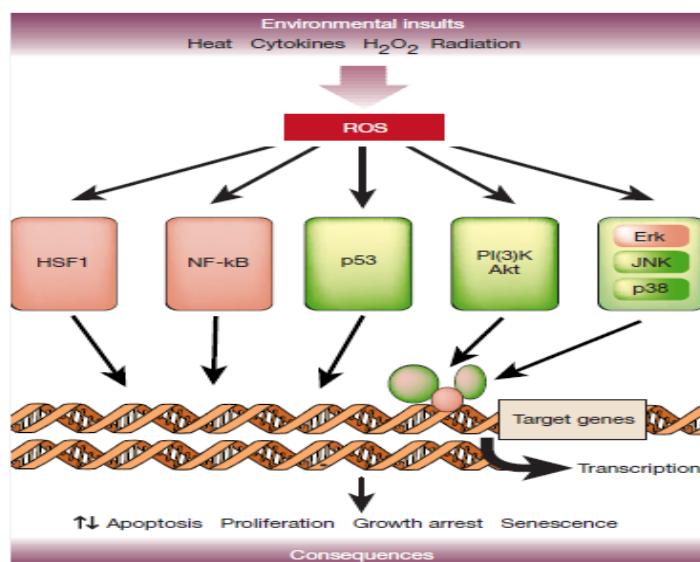 Environmental insults
Heat Cytokines H₂O₂ Radiation
ROS
HSF1
NF-kB
p53
PI(3)K
Akt
Erk
JNK
p38
Target genes
Transcription
↑↓ Apoptosis Proliferation Growth arrest Senescence
Consequences